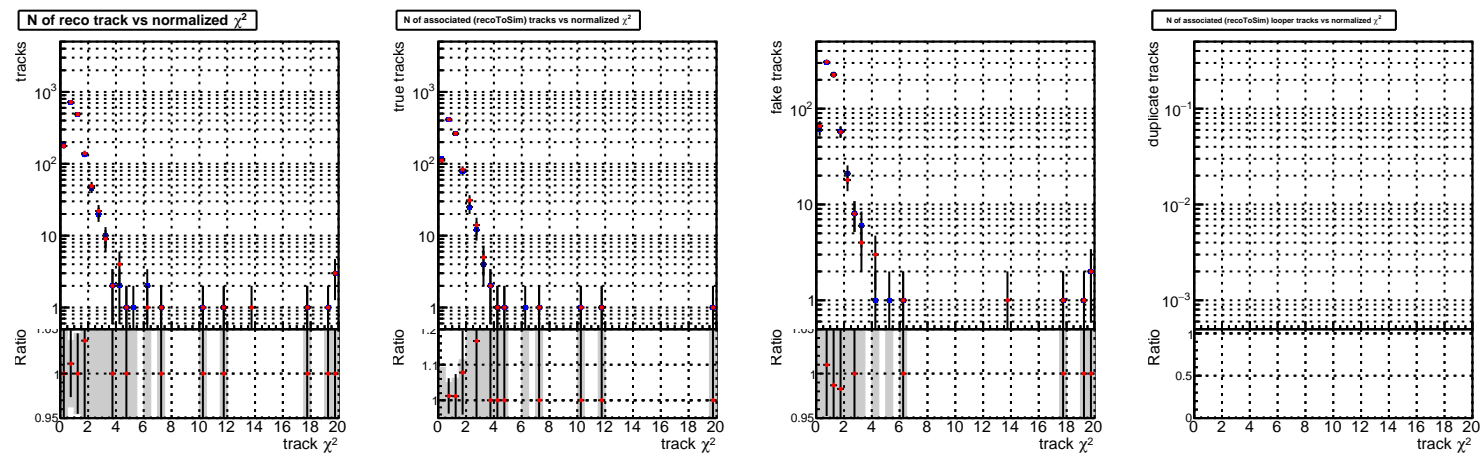 N of reco track vs normalized χ²
tracks
10³
10²
10
1
1.05
Ratio
1
0.95
0 2 4 6 8 10 12 14 16 18 20
track χ²
N of associated (recoToSim) tracks vs normalized χ²
true tracks
10³
10²
10
1
1.2
Ratio
1.1
1
0 2 4 6 8 10 12 14 16 18 20
track χ²
fake tracks
10²
10
1
1.05
Ratio
1
0.95
0 2 4 6 8 10 12 14 16 18 20
track χ²
N of associated (recoToSim) looper tracks vs normalized χ²
duplicate tracks
10⁻¹
10⁻²
10⁻³
Ratio
1
0.5
0
0 2 4 6 8 10 12 14 16 18 20
track χ²